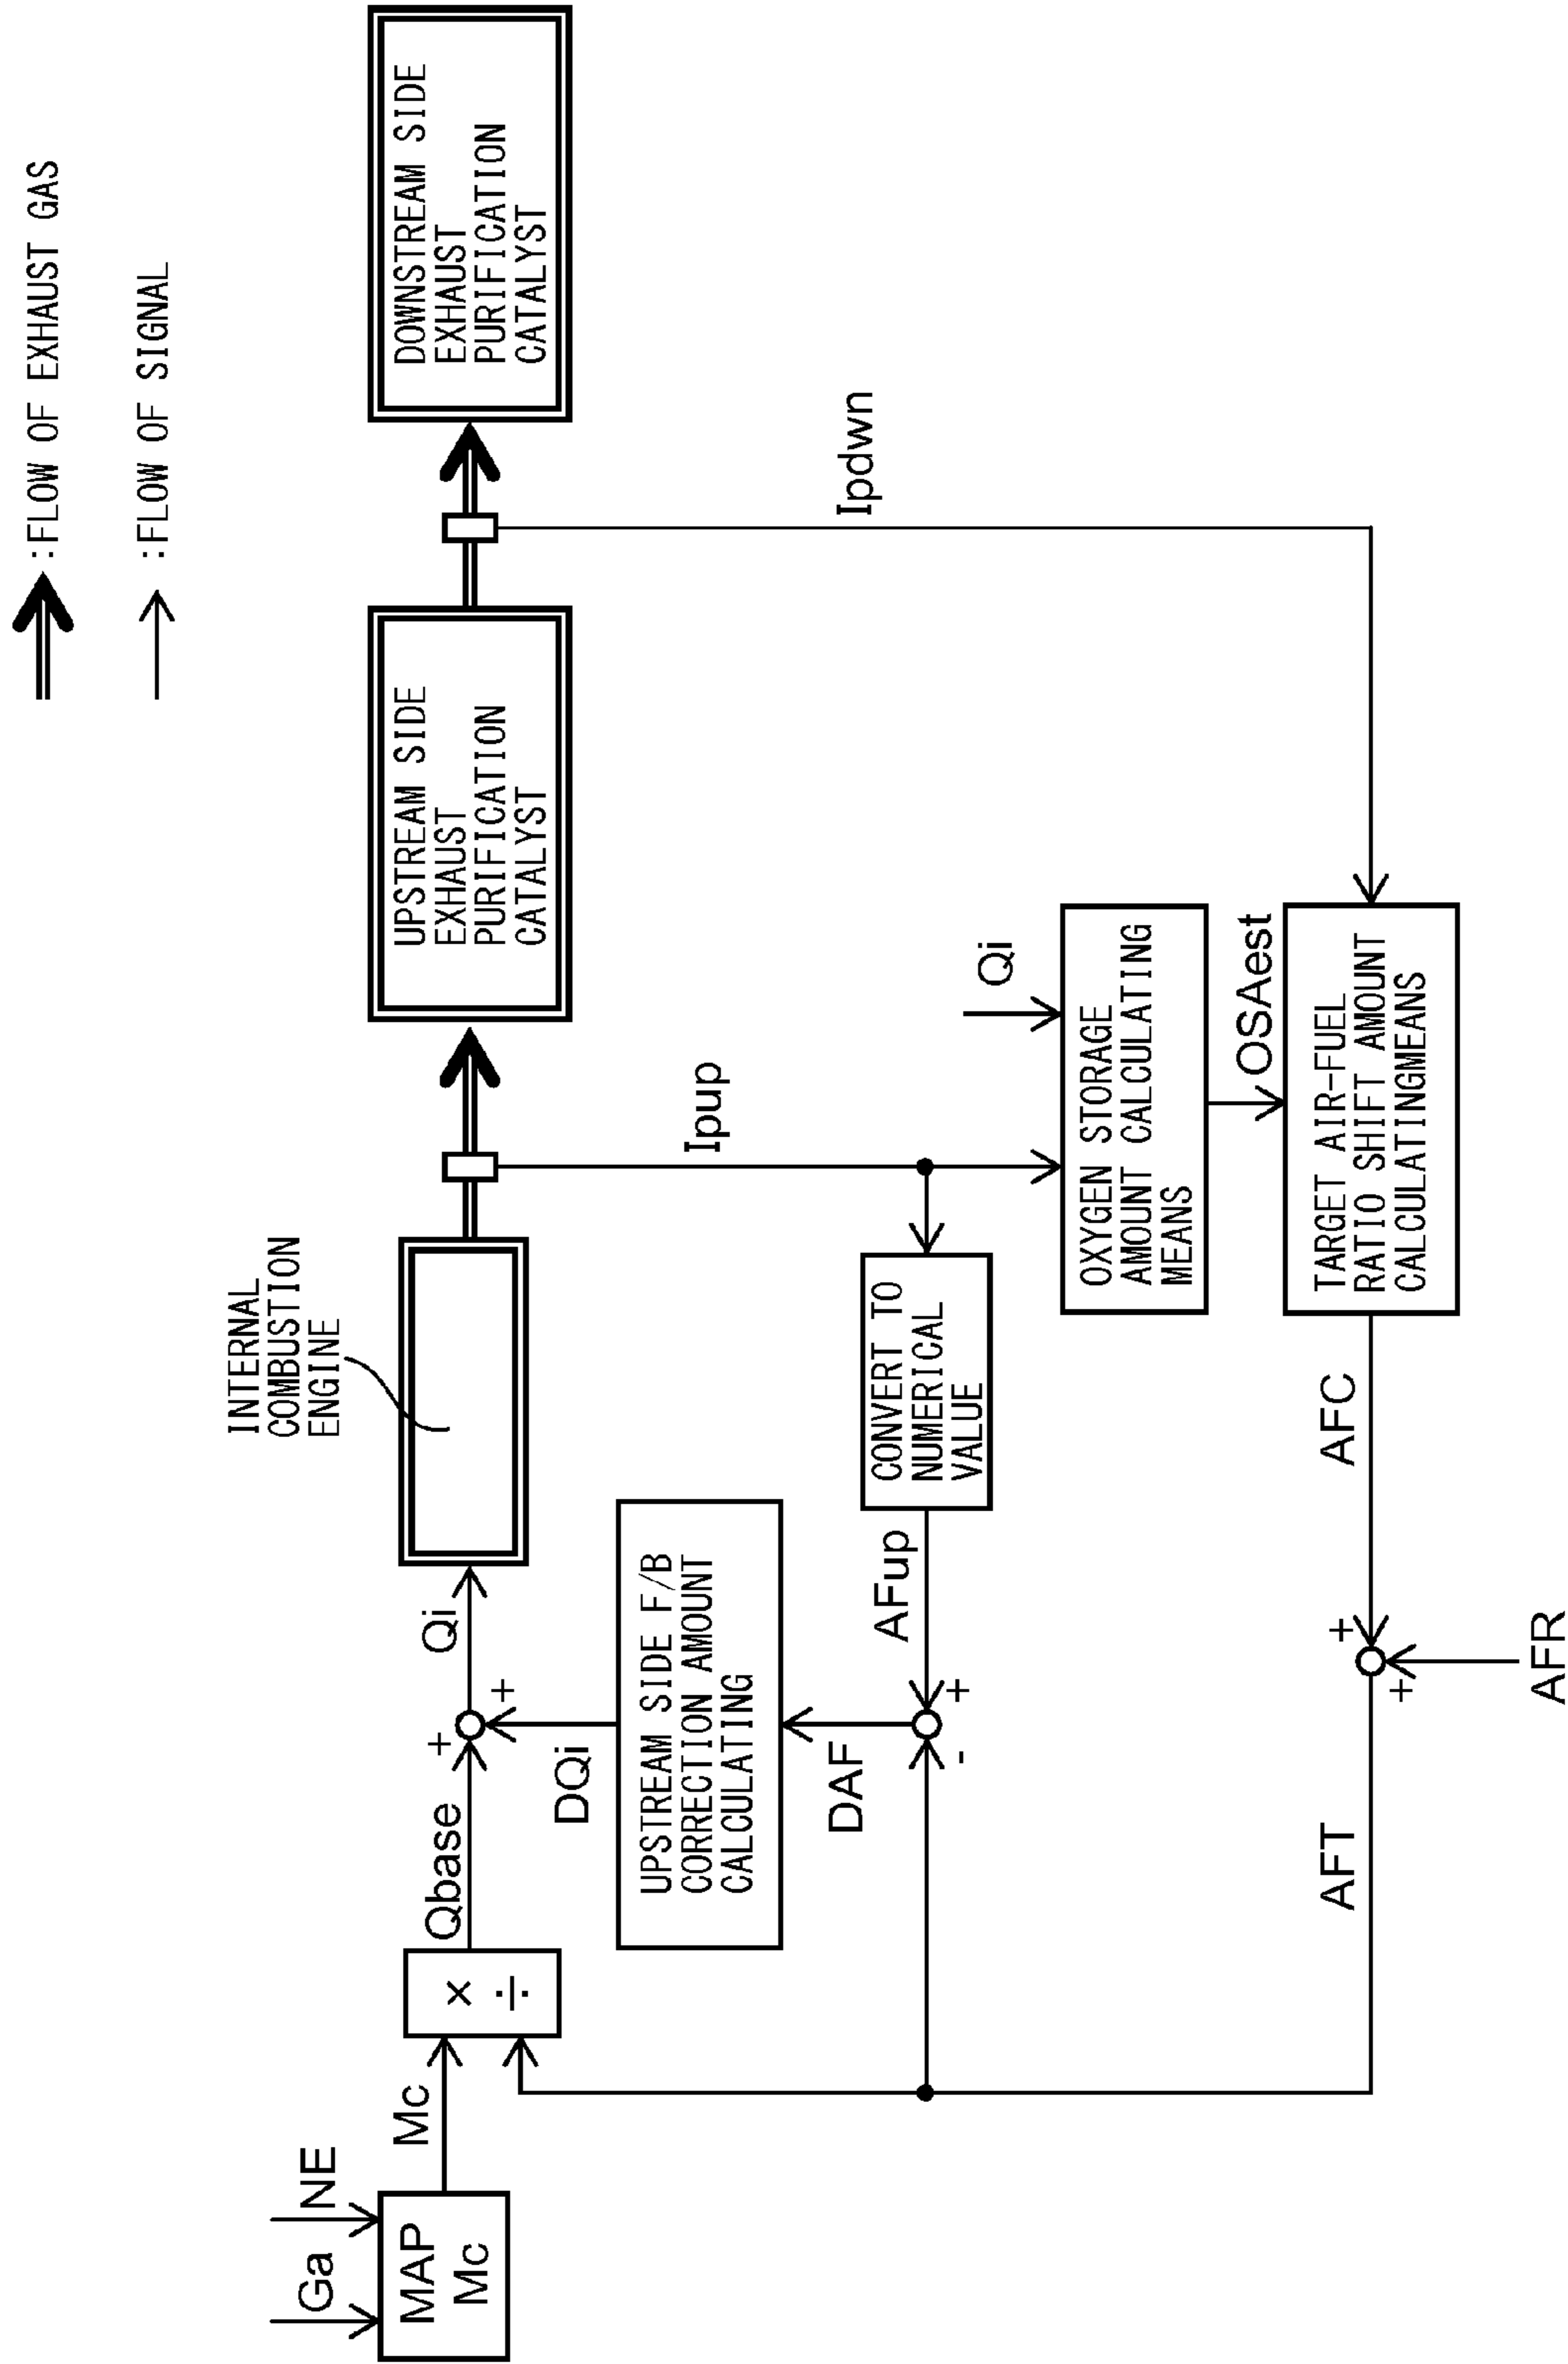 :FLOW OF EXHAUST GAS
:FLOW OF SIGNAL
Ga
NE
MAP
Mc
Mc
×
÷
Qbase
+
+
Qi
INTERNAL
COMBUSTION
ENGINE
UPSTREAM SIDE
EXHAUST
PURIFICATION
CATALYST
DOWNSTREAM SIDE
EXHAUST
PURIFICATION
CATALYST
DQi
UPSTREAM SIDE F/B
CORRECTION AMOUNT
CALCULATING
DAF
-
+
AFup
CONVERT TO
NUMERICAL
VALUE
Ipup
Qi
Ipdwn
OXYGEN STORAGE
AMOUNT CALCULATING
MEANS
OSAest
TARGET AIR-FUEL
RATIO SHIFT AMOUNT
CALCULATINGMEANS
AFC
+
+
AFR
AFT